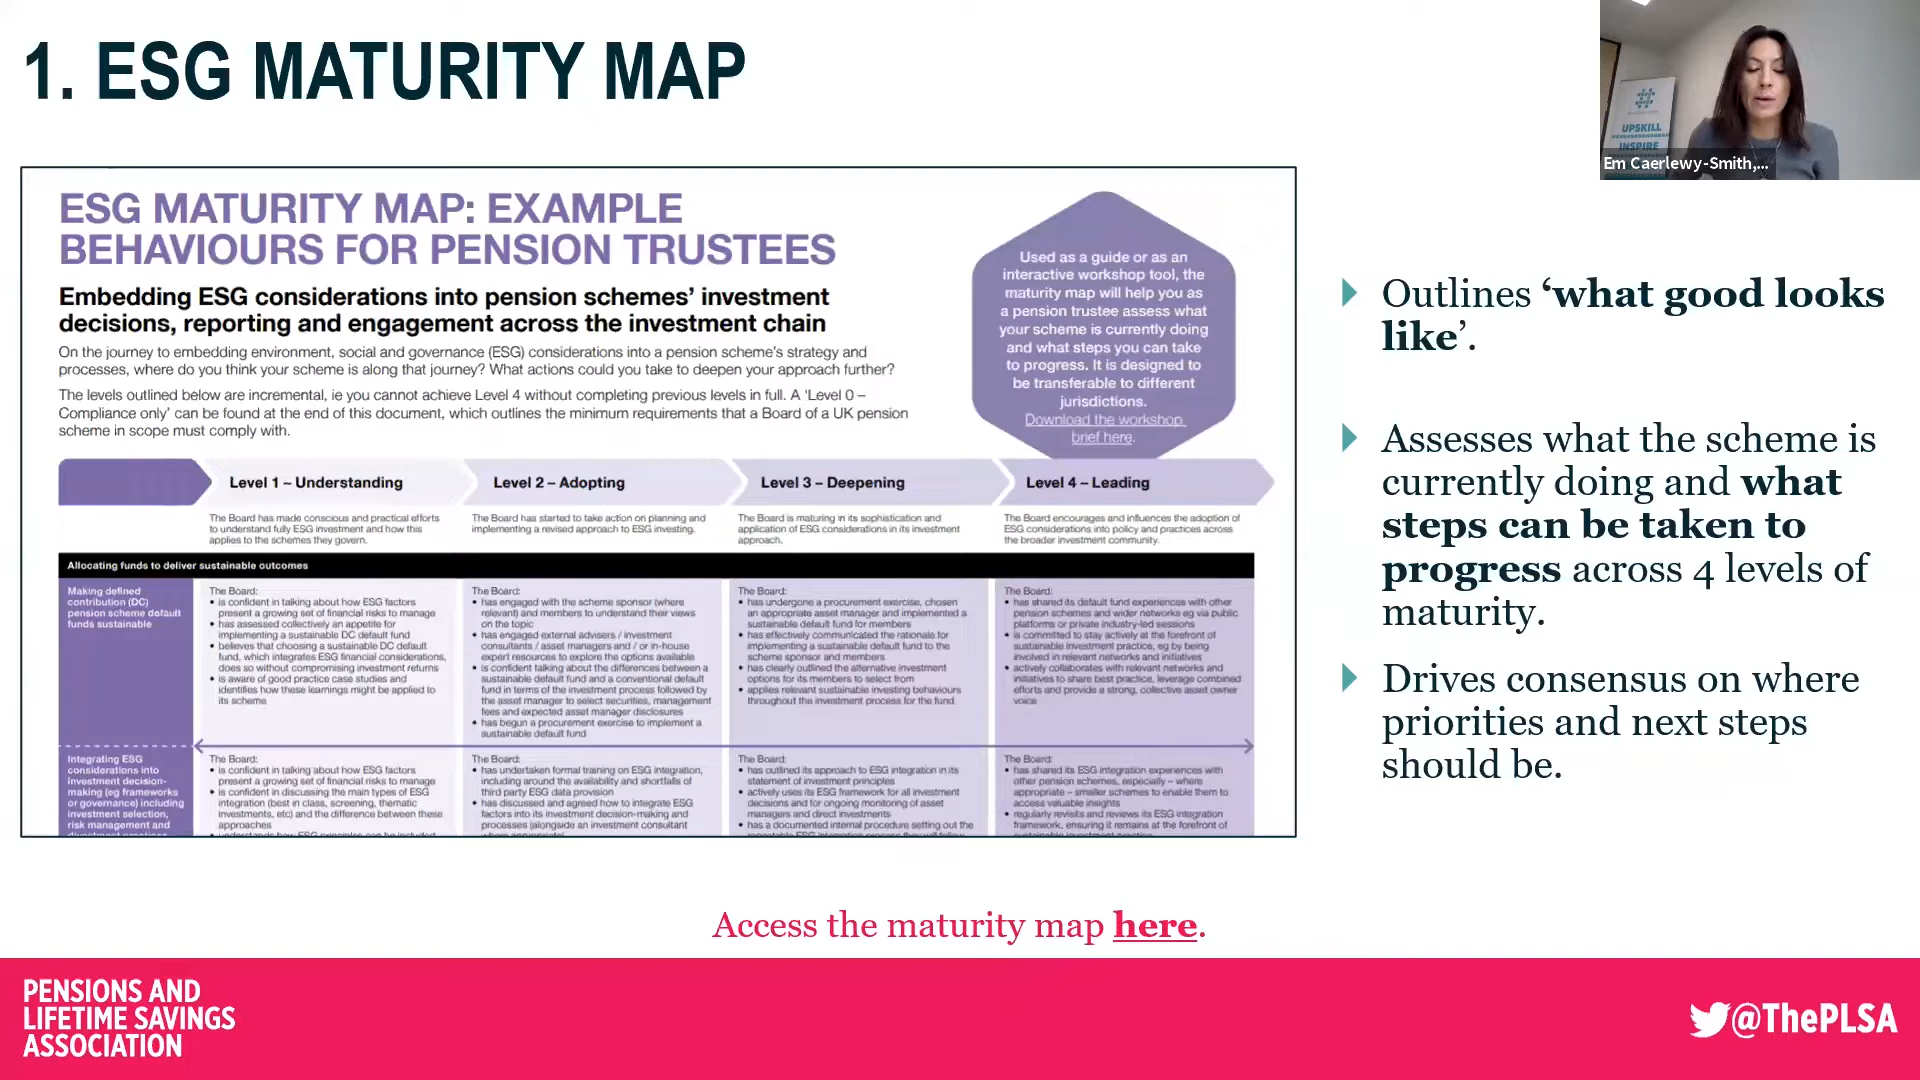 1. ESG MATURITY MAP
UPSKILL
INSPIRE
Em Caerlewy-Smith,...
ESG MATURITY MAP: EXAMPLE
BEHAVIOURS FOR PENSION TRUSTEES
Embedding ESG considerations into pension schemes' investment
decisions, reporting and engagement across the investment chain
On the journey to embedding environment, social and governance (ESG) considerations into a pension scheme's strategy and
processes, where do you think your scheme is along that journey? What actions could you take to deepen your approach further?
The levels outlined below are incremental, ie you cannot achieve Level 4 without completing previous levels in full. A 'Level 0 –
Compliance only' can be found at the end of this document, which outlines the minimum requirements that a Board of a UK pension
scheme in scope must comply with.
Used as a guide or as an
interactive workshop tool, the
maturity map will help you as
a pension trustee assess what
your scheme is currently doing
and what steps you can take
to progress. It is designed to
be transferable to different
jurisdictions.
Download the workshop
brief here.
Level 1 – Understanding
Level 2 – Adopting
Level 3 – Deepening
Level 4 – Leading
The Board has made conscious and practical efforts
to understand fully ESG investment and how this
applies to the schemes they govern.
The Board has started to take action on planning and
implementing a revised approach to ESG investing.
The Board is maturing in its sophistication and
application of ESG considerations in its investment
approach.
The Board encourages and influences the adoption of
ESG considerations into policy and practices across
the broader investment community.
Allocating funds to deliver sustainable outcomes
Making defined
contribution (DC)
pension scheme default
funds sustainable
The Board:
• is confident in talking about how ESG factors
present a growing set of financial risks to manage
• has assessed collectively an appetite for
implementing a sustainable DC default fund
• believes that choosing a sustainable DC default
fund, which integrates ESG financial considerations,
does so without compromising investment returns
• is aware of good practice case studies and
identifies how these learnings might be applied to
its scheme
The Board:
• has engaged with the scheme sponsor (where
relevant) and members to understand their views
on the topic
• has engaged external advisers / investment
consultants / asset managers and / or in-house
expert resources to explore the options available
• is confident talking about the differences between a
sustainable default fund and a conventional default
fund in terms of the investment process followed by
the asset manager to select securities, management
fees and expected asset manager disclosures
• has begun a procurement exercise to implement a
sustainable default fund
The Board:
• has undergone a procurement exercise, chosen
an appropriate asset manager and implemented a
sustainable default fund for members
• has effectively communicated the rationale for
implementing a sustainable default fund to the
scheme sponsor and members
• has clearly outlined the alternative investment
options for its members to select from
• applies relevant sustainable investing behaviours
throughout the investment process for the fund
The Board:
• has shared its default fund experiences with other
pension schemes and wider networks eg via public
platforms or private industry-led sessions
• is committed to stay actively at the forefront of
sustainable investment practice, eg by being
involved in relevant networks and initiatives
• actively collaborates with relevant networks and
initiatives to share best practice, leverage combined
efforts and provide a strong, collective asset owner
voice
Integrating ESG
considerations into
investment decision-
making (eg frameworks
or governance) including
investment selection,
risk management and
The Board:
• is confident in talking about how ESG factors
present a growing set of financial risks to manage
• is confident in discussing the main types of ESG
integration (best in class, screening, thematic
investments, etc) and the difference between these
approaches
The Board:
• has undertaken formal training on ESG integration,
including around the availability and shortfalls of
third party ESG data provision
• has discussed and agreed how to integrate ESG
factors into its investment decision-making and
processes (alongside an investment consultant
The Board:
• has outlined its approach to ESG integration in its
statement of investment principles
• actively uses its ESG framework for all investment
decisions and for ongoing monitoring of asset
managers and direct investments
• has a documented internal procedure setting out the
The Board:
• has shared its ESG integration experiences with
other pension schemes, especially – where
appropriate – smaller schemes to enable them to
access valuable insights
• regularly revisits and reviews its ESG integration
framework, ensuring it remains at the forefront of
Outlines ‘what good looks
like’.
Assesses what the scheme is
currently doing and what
steps can be taken to
progress across 4 levels of
maturity.
Drives consensus on where
priorities and next steps
should be.
Access the maturity map here.
PENSIONS AND
LIFETIME SAVINGS
ASSOCIATION
@ThePLSA